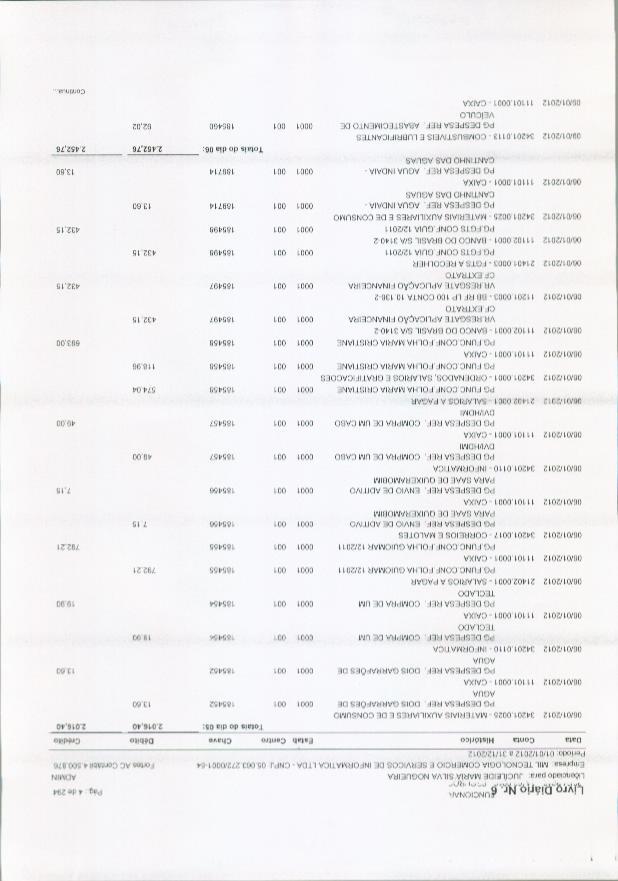 Livro Diário Nr. 6 Pág.: 4 de 294
FUNCIONAR
Licenciado para: JUCILEIDE MARIA SILVA NOGUEIRA ADMIN
Empresa: MIL TECNOLOGIA COMERCIO E SERVICOS DE INFORMATICA LTDA - CNPJ: 05.003.272/0001-64 Fortes AC Contábil 4.500.876
Período: 01/01/2012 a 31/12/2012
Data Conta Histórico Estab Centro Chave Débito Crédito
Totais do dia 05: 2.016,40 2.016,40
06/01/2012 34201.0025 - MATERIAIS AUXILIARES E DE CONSUMO
PG DESPESA REF. DOIS GARRAFÕES DE 0001 001 185452 13,60
AGUA
06/01/2012 11101.0001 - CAIXA
PG DESPESA REF. DOIS GARRAFÕES DE 0001 001 185452 13,60
AGUA
06/01/2012 34201.0110 - INFORMATICA
PG DESPESA REF. COMPRA DE UM 0001 001 185454 19,90
TECLADO
06/01/2012 11101.0001 - CAIXA
PG DESPESA REF. COMPRA DE UM 0001 001 185454 19,90
TECLADO
06/01/2012 21402.0001 - SALARIOS A PAGAR
PG FUNC.CONF.FOLHA GUIOMAR 12/2011 0001 001 185455 792,21
06/01/2012 11101.0001 - CAIXA
PG FUNC.CONF.FOLHA GUIOMAR 12/2011 0001 001 185455 792,21
06/01/2012 34201.0017 - CORREIOS E MALOTES
PG DESPESA REF. ENVIO DE ADITIVO 0001 001 185456 7,15
PARA SAAE DE QUIXERAMOBIM
06/01/2012 11101.0001 - CAIXA
PG DESPESA REF. ENVIO DE ADITIVO 0001 001 185456 7,15
PARA SAAE DE QUIXERAMOBIM
06/01/2012 34201.0110 - INFORMATICA
PG DESPESA REF. COMPRA DE UM CABO 0001 001 185457 49,00
DVI/HDMI
06/01/2012 11101.0001 - CAIXA
PG DESPESA REF. COMPRA DE UM CABO 0001 001 185457 49,00
DVI/HDMI
06/01/2012 21402.0001 - SALARIOS A PAGAR
PG FUNC.CONF.FOLHA MARIA CRISTIANE 0001 001 185458 574,04
06/01/2012 34201.0001 - ORDENADOS, SALARIOS E GRATIFICACOES
PG FUNC.CONF.FOLHA MARIA CRISTIANE 0001 001 185458 118,96
06/01/2012 11101.0001 - CAIXA
PG FUNC.CONF.FOLHA MARIA CRISTIANE 0001 001 185458 693,00
06/01/2012 11102.0001 - BANCO DO BRASIL SA 3140-2
VR RESGATE APLICAÇÃO FINANCEIRA 0001 001 185497 432,15
CF EXTRATO
06/01/2012 11201.0003 - BB RF LP 100 CONTA 10.136-2
VR RESGATE APLICAÇÃO FINANCEIRA 0001 001 185497 432,15
CF EXTRATO
06/01/2012 21401.0003 - FGTS A RECOLHER
PG FGTS CONF.GUIA 12/2011 0001 001 185498 432,15
06/01/2012 11102.0001 - BANCO DO BRASIL S/A 3140-2
PG FGTS CONF.GUIA 12/2011 0001 001 185498 432,15
06/01/2012 34201.0025 - MATERIAIS AUXILIARES E DE CONSUMO
PG DESPESA REF. AGUA INDAIA - 0001 001 189714 13,60
CANTINHO DAS AGUAS
06/01/2012 11101.0001 - CAIXA
PG DESPESA REF. AGUA INDAIA - 0001 001 189714 13,60
CANTINHO DAS AGUAS
Totais do dia 06: 2.452,76 2.452,76
09/01/2012 34201.0113 - COMBUSTIVEIS E LUBRIFICANTES
PG DESPESA REF. ABASTECIMENTO DE 0001 001 185460 92,02
VEÍCULO
09/01/2012 11101.0001 - CAIXA
Continua...